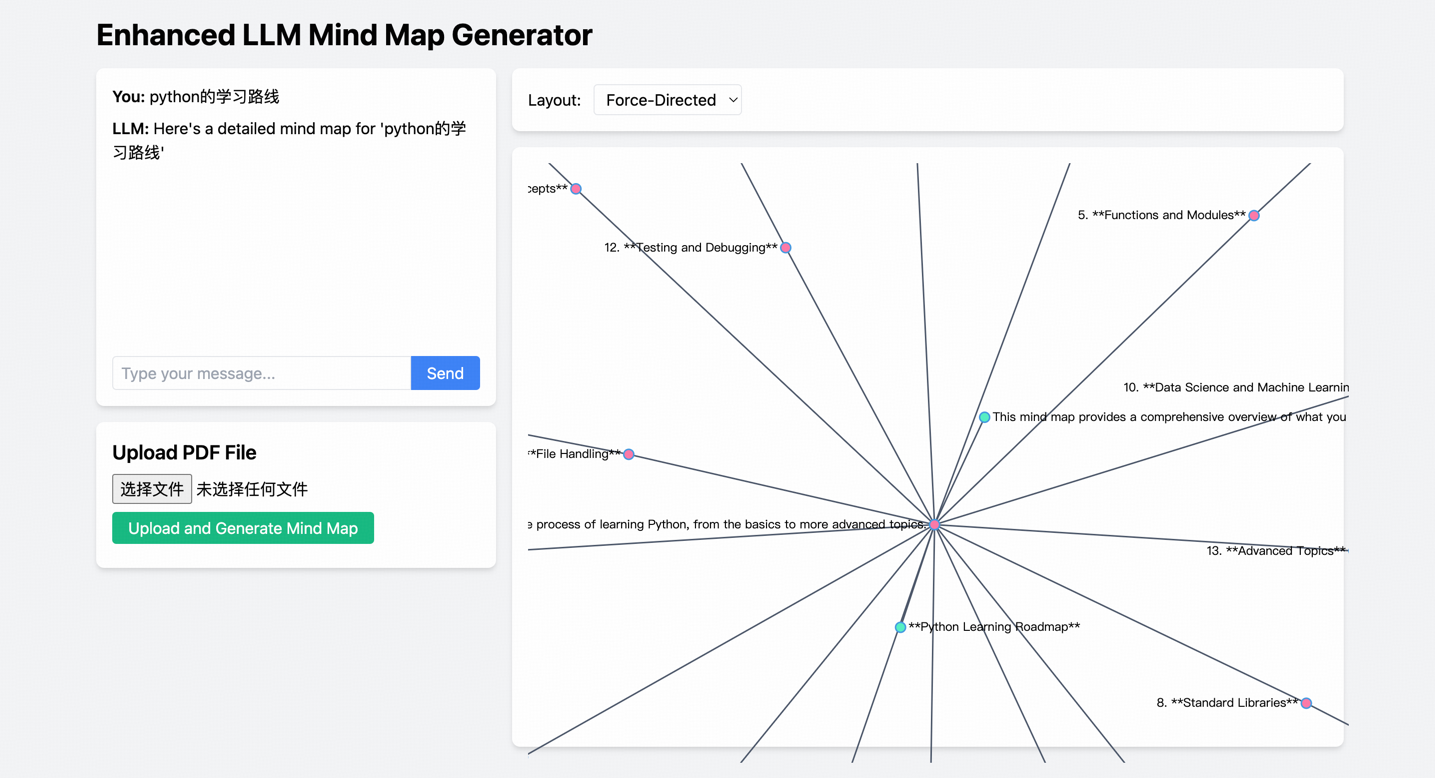 Enhanced LLM Mind Map Generator
You: python的学习路线
LLM: Here's a detailed mind map for 'python的学
习路线'
Type your message...
Send
Upload PDF File
选择文件 未选择任何文件
Upload and Generate Mind Map
Layout: Force-Directed
cepts**
5. **Functions and Modules**
12. **Testing and Debugging**
10. **Data Science and Machine Learnin
This mind map provides a comprehensive overview of what you
**File Handling**
e process of learning Python, from the basics to more advanced topics.
13. **Advanced Topics**
**Python Learning Roadmap**
8. **Standard Libraries**